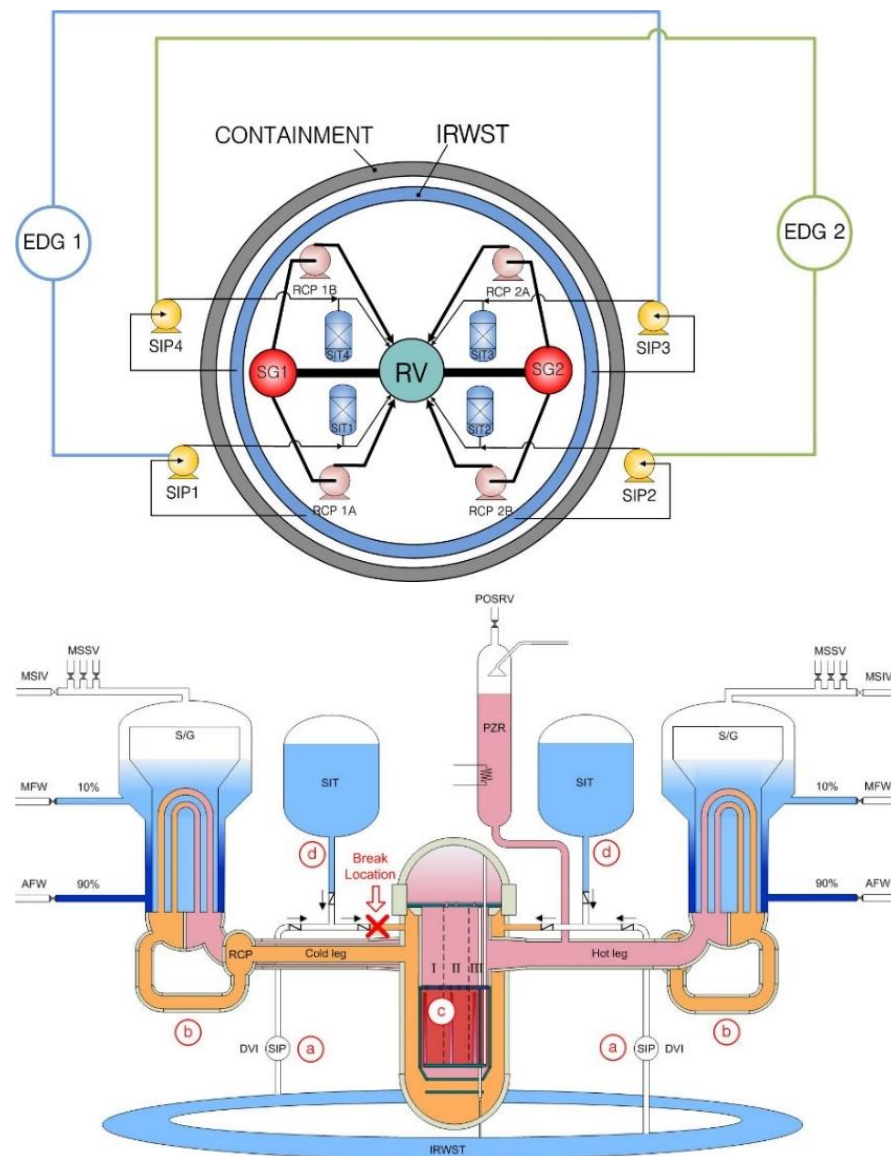 CONTAINMENT
IRWST
EDG 1
EDG 2
RCP 1B
RCP 2A
SIP4
SIT4
SIT3
SIP3
SG1
RV
SG2
SIT1
SIT2
SIP1
RCP 1A
RCP 2B
SIP2
POSRV
MSSV
MSSV
MSIV
MSIV
S/G
PZR
S/G
SIT
SIT
MFW
10%
10%
MFW
d
Break
Location
d
AFW
90%
90%
AFW
RCP
Cold leg
I
II
III
Hot leg
c
b
b
DVI
SIP
a
a
SIP
DVI
IRWST